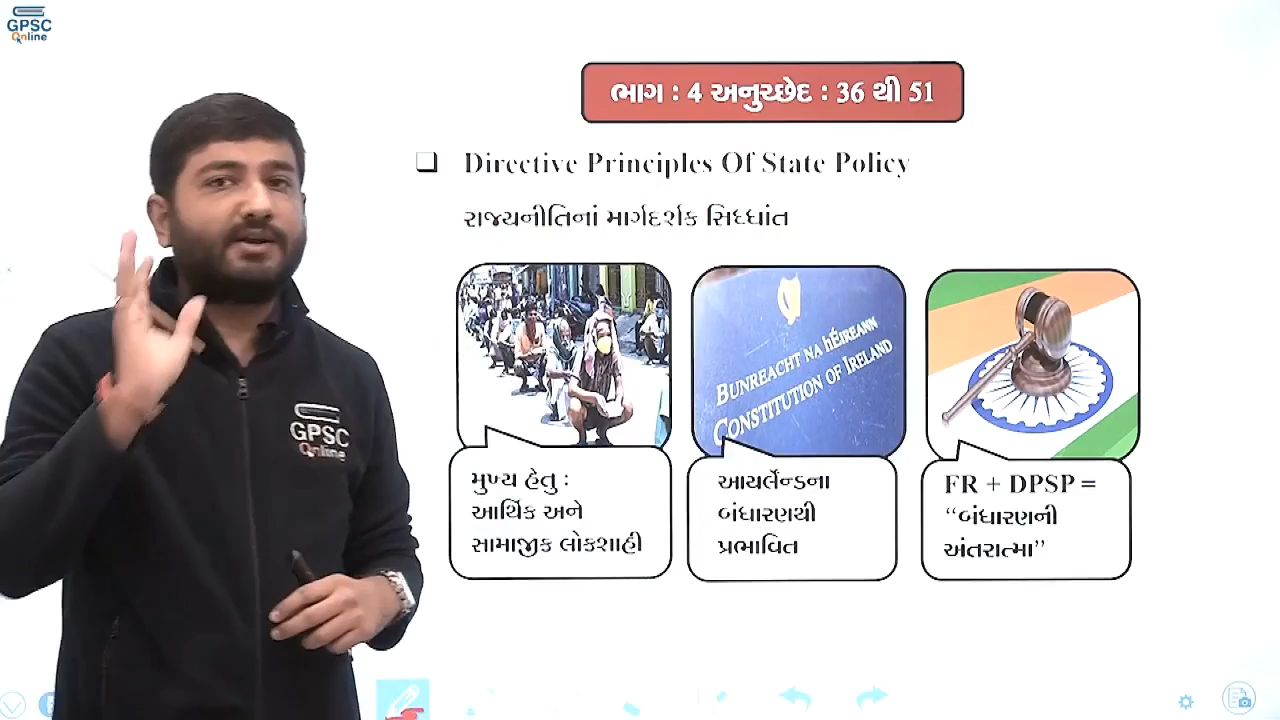 GPSC
Online
ભાગ : 4 અનુચ્છેદ : 36 થી 51
Directive Principles Of State Policy
રાજ્યનીતિનાં માર્ગદર્શક સિધ્ધાંત
BUNREACHT NA hÉIREANN
CONSTITUTION OF IRELAND
GPSC
Online
મુખ્ય હેતુ :
આર્થિક અને
સામાજીક લોકશાહી
આયર્લેન્ડના
બંધારણથી
પ્રભાવિત
FR + DPSP =
“બંધારણની
અંતરાત્મા”